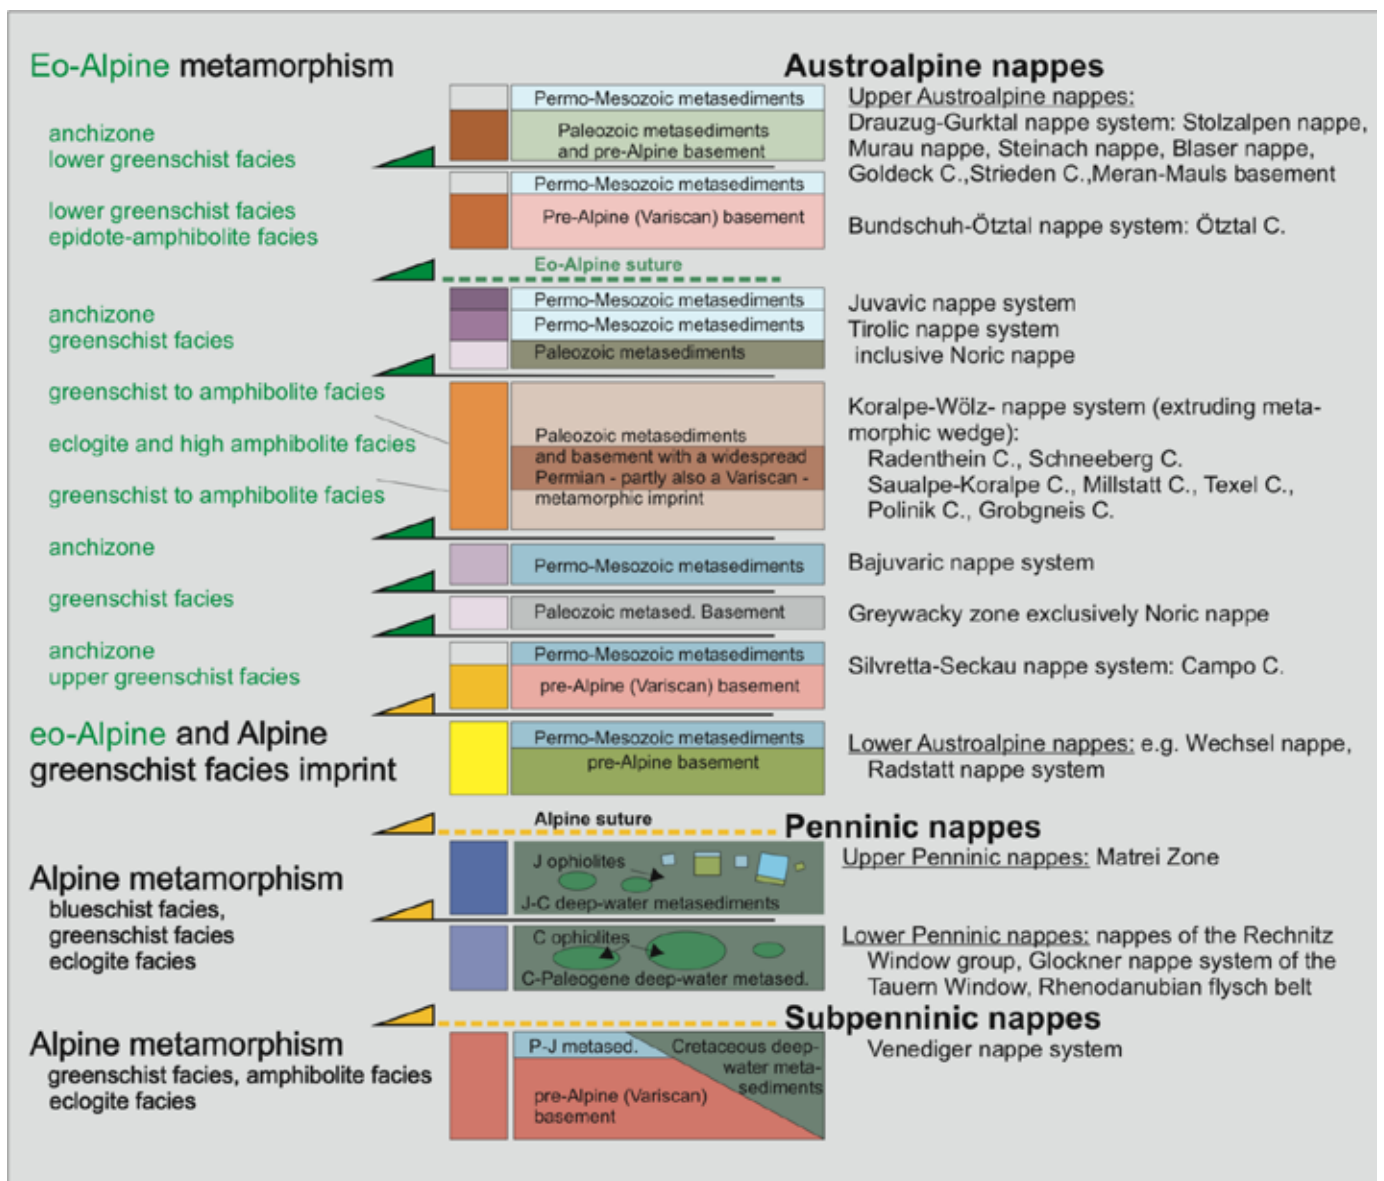 Eo-Alpine metamorphism
anchizone
lower greenschist facies
lower greenschist facies
epidote-amphibolite facies
anchizone
greenschist facies
greenschist to amphibolite facies
eclogite and high amphibolite facies
greenschist to amphibolite facies
anchizone
greenschist facies
anchizone
upper greenschist facies
eo-Alpine and Alpine
greenschist facies imprint
Alpine metamorphism
blueschist facies,
greenschist facies
eclogite facies
Alpine metamorphism
greenschist facies, amphibolite facies
eclogite facies
Permo-Mesozoic metasediments
Paleozoic metasediments
and pre-Alpine basement
Permo-Mesozoic metasediments
Pre-Alpine (Variscan) basement
Eo-Alpine suture
Permo-Mesozoic metasediments
Permo-Mesozoic metasediments
Paleozoic metasediments
Paleozoic metasediments
and basement with a widespread
Permian - partly also a Variscan -
metamorphic imprint
Permo-Mesozoic metasediments
Paleozoic metased. Basement
Permo-Mesozoic metasediments
pre-Alpine (Variscan) basement
Permo-Mesozoic metasediments
pre-Alpine basement
Alpine suture
J ophiolites
J-C deep-water metasediments
C ophiolites
C-Paleogene deep-water metased.
P-J metased.
Cretaceous deep-
water meta-
sediments
pre-Alpine (Variscan)
basement
Austroalpine nappes
Upper Austroalpine nappes:
Drauzug-Gurktal nappe system: Stolzalpen nappe,
Murau nappe, Steinach nappe, Blaser nappe,
Goldeck C.,Strieden C.,Meran-Mauls basement
Bundschuh-Ötztal nappe system: Ötztal C.
Juvavic nappe system
Tirolic nappe system
inclusive Noric nappe
Koralpe-Wölz- nappe system (extruding meta-
morphic wedge):
Radenthein C., Schneeberg C.
Saualpe-Koralpe C., Millstatt C., Texel C.,
Polinik C., Grobgneis C.
Bajuvaric nappe system
Greywacky zone exclusively Noric nappe
Silvretta-Seckau nappe system: Campo C.
Lower Austroalpine nappes: e.g. Wechsel nappe,
Radstatt nappe system
Penninic nappes
Upper Penninic nappes: Matrei Zone
Lower Penninic nappes: nappes of the Rechnitz
Window group, Glockner nappe system of the
Tauern Window, Rhenodanubian flysch belt
Subpenninic nappes
Venediger nappe system